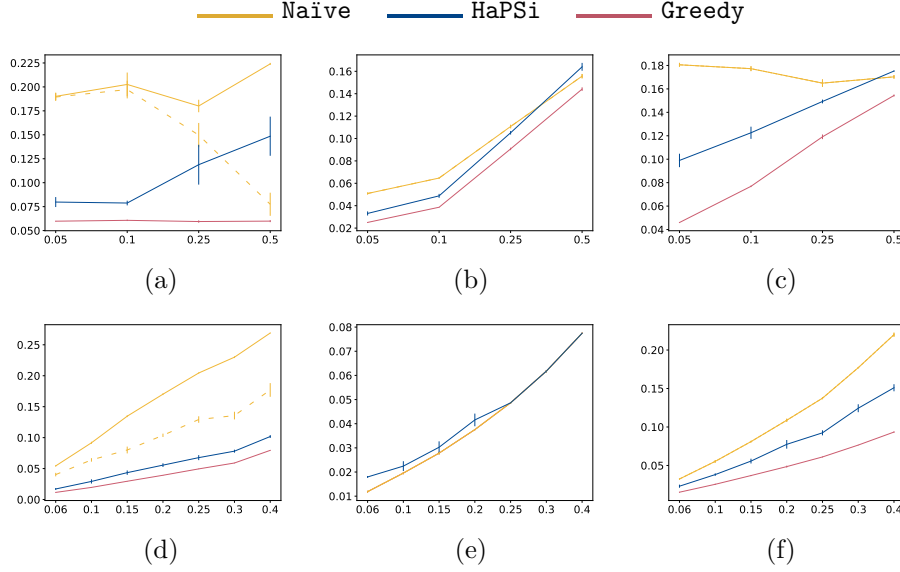 Naïve HaPSi Greedy
0.225 0.200 0.175 0.150 0.125 0.100 0.075 0.050
0.05 0.1 0.25 0.5
(a)
0.16 0.14 0.12 0.10 0.08 0.06 0.04 0.02
0.05 0.1 0.25 0.5
(b)
0.18 0.16 0.14 0.12 0.10 0.08 0.06 0.04
0.05 0.1 0.25 0.5
(c)
0.25 0.20 0.15 0.10 0.05 0.00
0.06 0.1 0.15 0.2 0.25 0.3 0.4
(d)
0.08 0.07 0.06 0.05 0.04 0.03 0.02 0.01
0.06 0.1 0.15 0.2 0.25 0.3 0.4
(e)
0.20 0.15 0.10 0.05
0.06 0.1 0.15 0.2 0.25 0.3 0.4
(f)